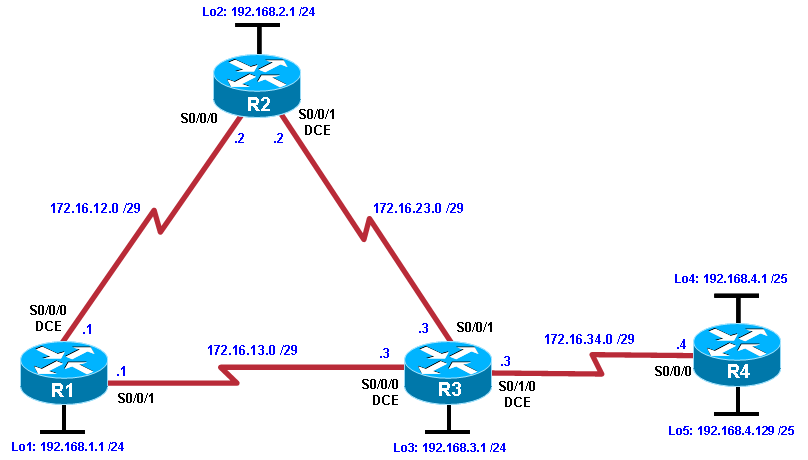 Lo2: 192.168.2.1 /24
R2
S0/0/0
S0/0/1
DCE
.2
.2
172.16.12.0 /29
172.16.23.0 /29
Lo4: 192.168.4.1 /25
S0/0/0
DCE
.1
.3
S0/0/1
172.16.34.0 /29
172.16.13.0 /29
.1
.3
.3
.4
R1
S0/0/1
S0/0/0
DCE
R3
S0/1/0
DCE
S0/0/0
R4
Lo1: 192.168.1.1 /24
Lo3: 192.168.3.1 /24
Lo5: 192.168.4.129 /25